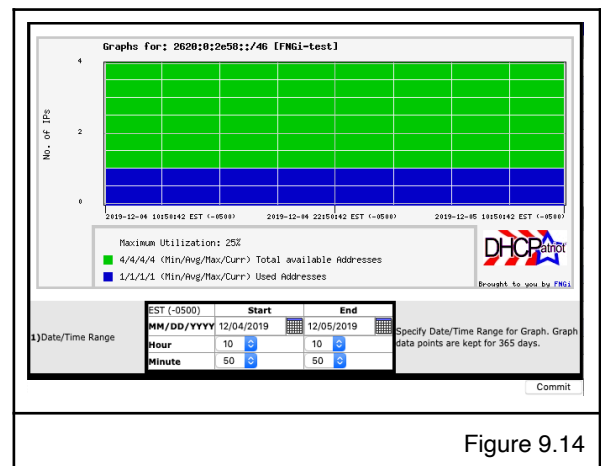 Graphs for: 2620:0:2e58::/46 [FNGi-test]
No. of IPs
4
2
0
2019-12-04 10:50:42 EST (-0500) 2019-12-04 22:50:42 EST (-0500) 2019-12-05 10:50:42 EST (-0500)
Maximum Utilization: 25%
4/4/4/4 (Min/Avg/Max/Curr) Total available Addresses
1/1/1/1 (Min/Avg/Max/Curr) Used Addresses
DHCPatriot
Brought to you by FNGi
1)Date/Time Range
EST (-0500) Start End
MM/DD/YYYY 12/04/2019 12/05/2019
Hour 10 10
Minute 50 50
Specify Date/Time Range for Graph. Graph
data points are kept for 365 days.
Commit
Figure 9.14